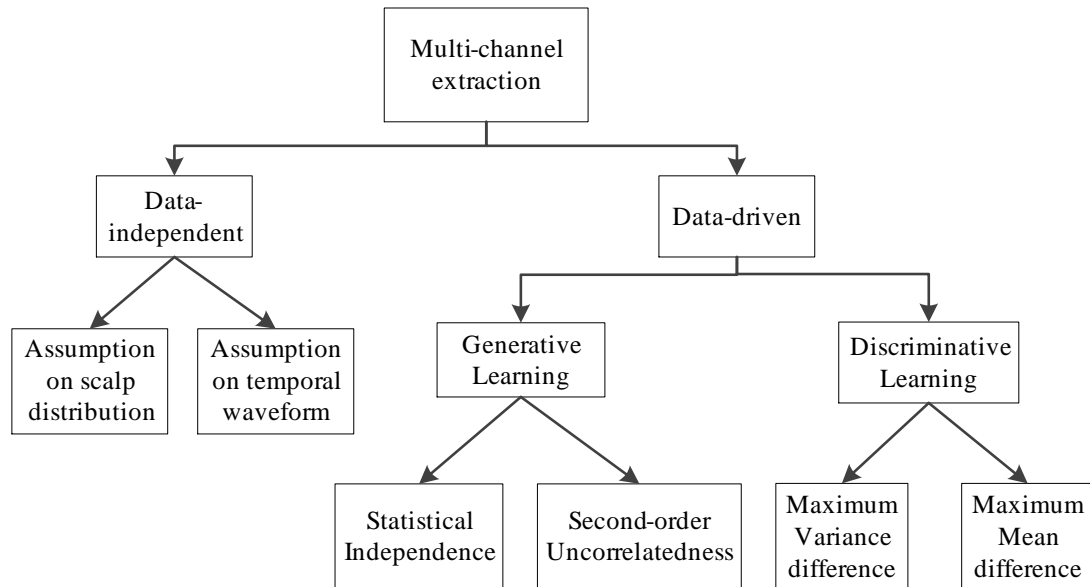 Multi-channel
extraction
Data-
independent
Data-driven
Assumption
on scalp
distribution
Assumption
on temporal
waveform
Generative
Learning
Discriminative
Learning
Statistical
Independence
Second-order
Uncorrelatedness
Maximum
Variance
difference
Maximum
Mean
difference